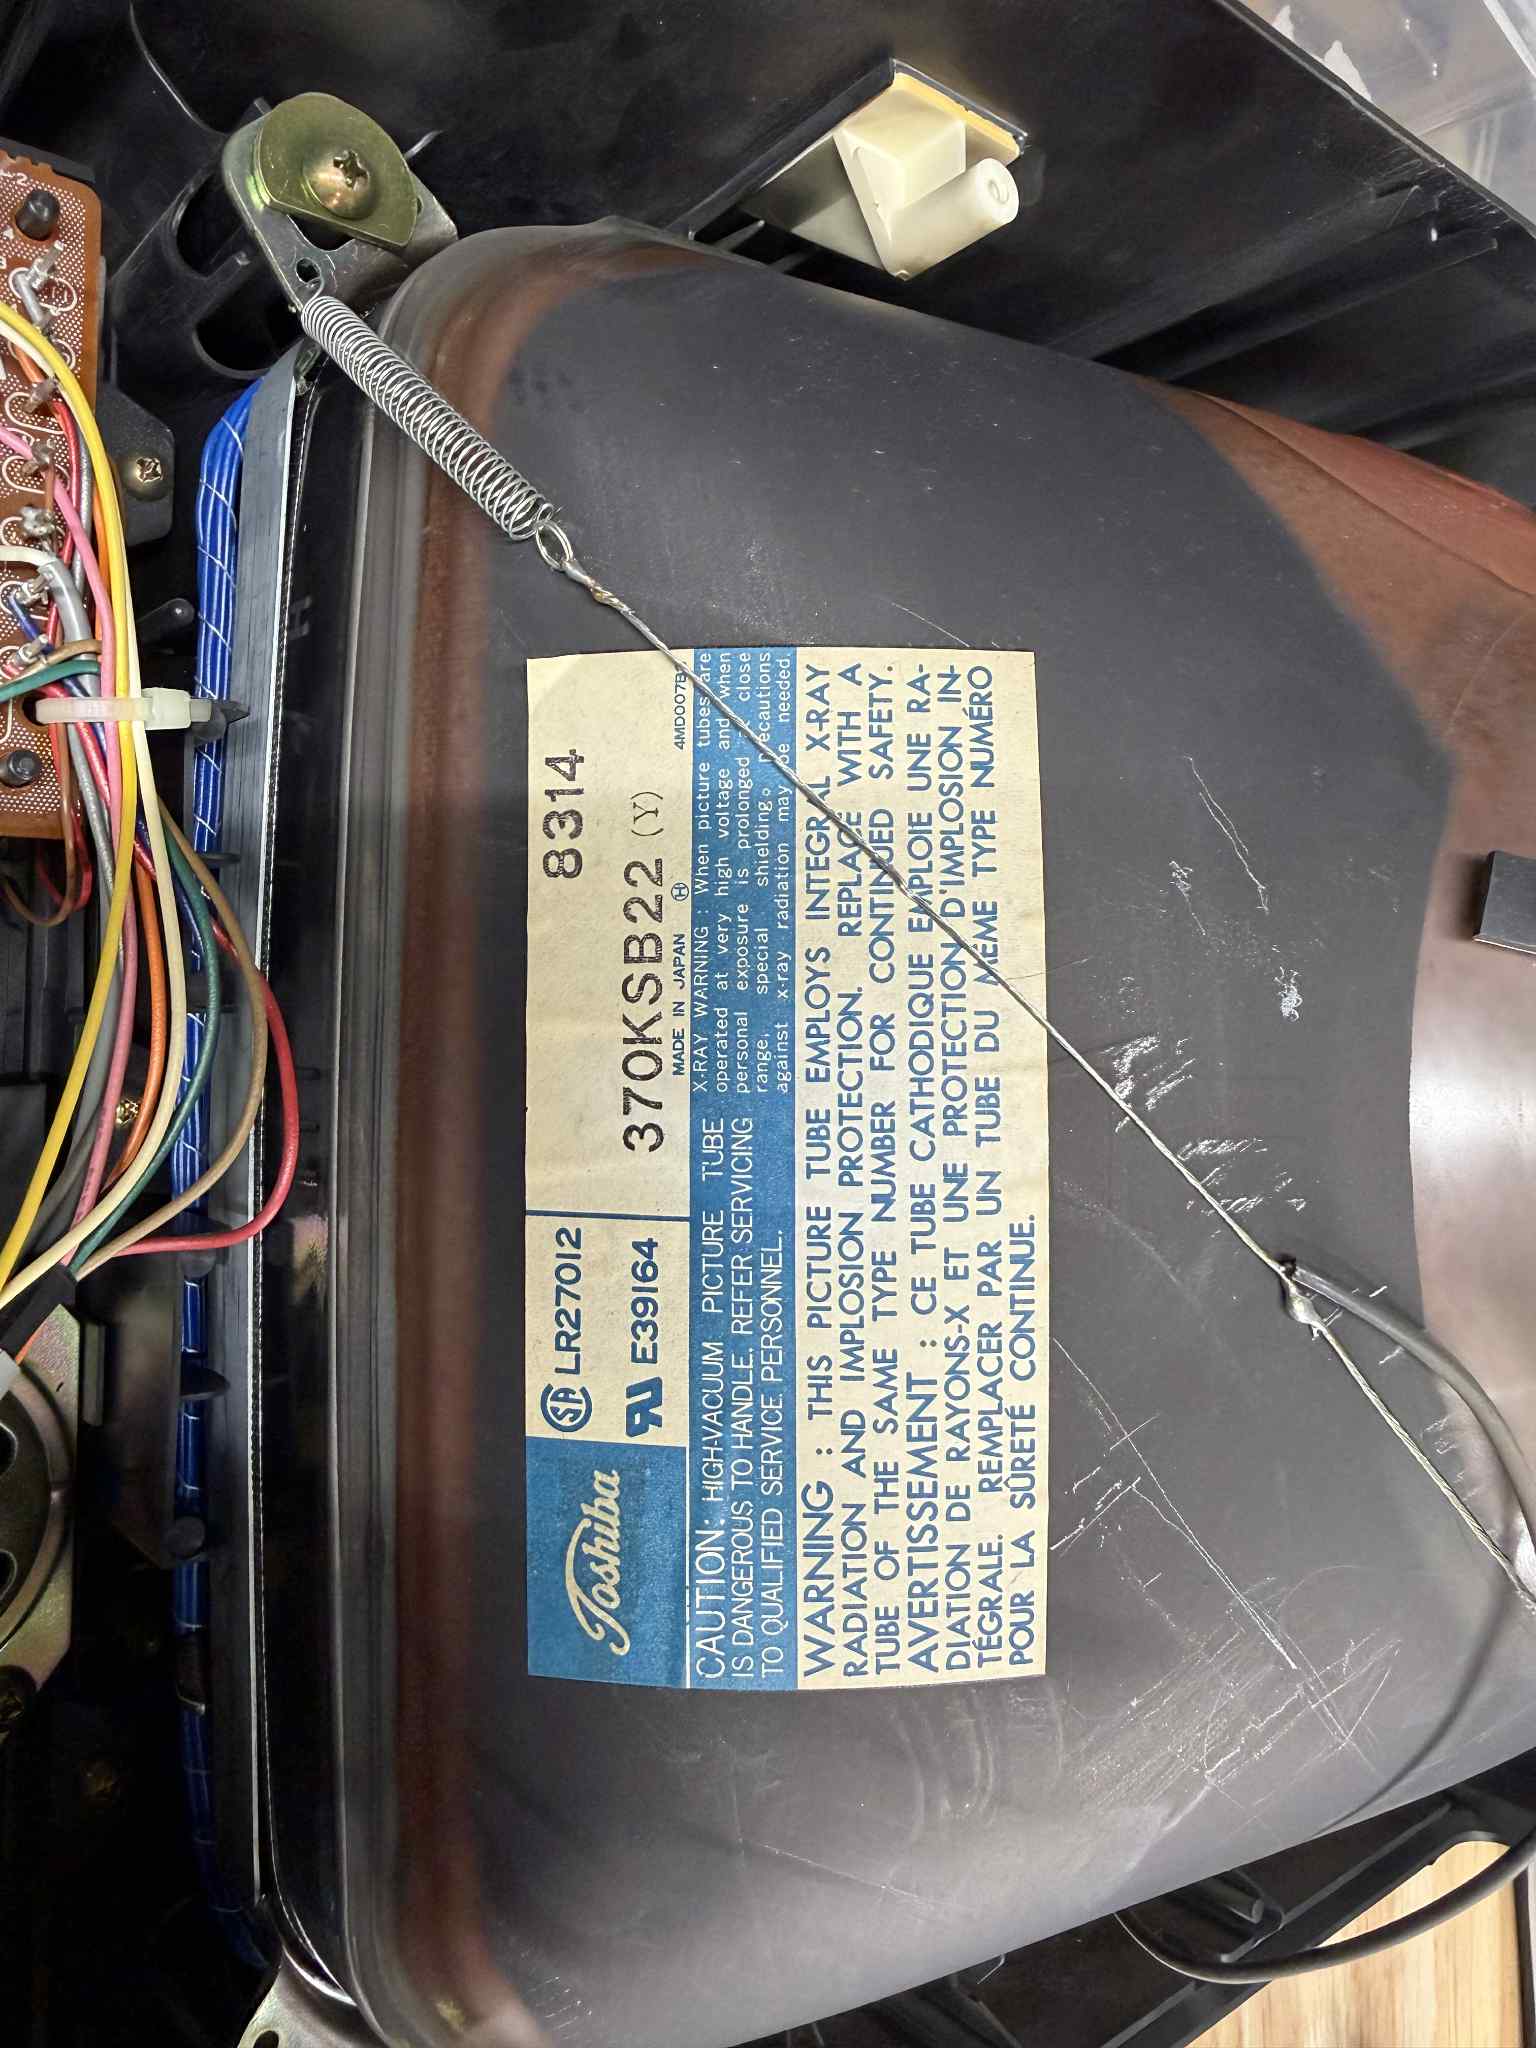 Toshiba
SA LR27012
E39164
8314
370KSB22 (Y)
MADE IN JAPAN H
4MD007B
CAUTION: HIGH-VACUUM PICTURE TUBE
IS DANGEROUS TO HANDLE. REFER SERVICING
TO QUALIFIED SERVICE PERSONNEL.
X-RAY WARNING : When picture tubes are
operated at very high voltage and when
personal exposure is prolonged at close
range, special shielding precautions
against x-ray radiation may be needed.
WARNING : THIS PICTURE TUBE EMPLOYS INTEGRAL X-RAY
RADIATION AND IMPLOSION PROTECTION. REPLACE WITH A
TUBE OF THE SAME TYPE NUMBER FOR CONTINUED SAFETY.
AVERTISSEMENT : CE TUBE CATHODIQUE EMPLOIE UNE RA-
DIATION DE RAYONS-X ET UNE PROTECTION D'IMPLOSION IN-
TÉGRALE. REMPLACER PAR UN TUBE DU MÊME TYPE NUMÉRO
POUR LA SÛRETÉ CONTINUE.